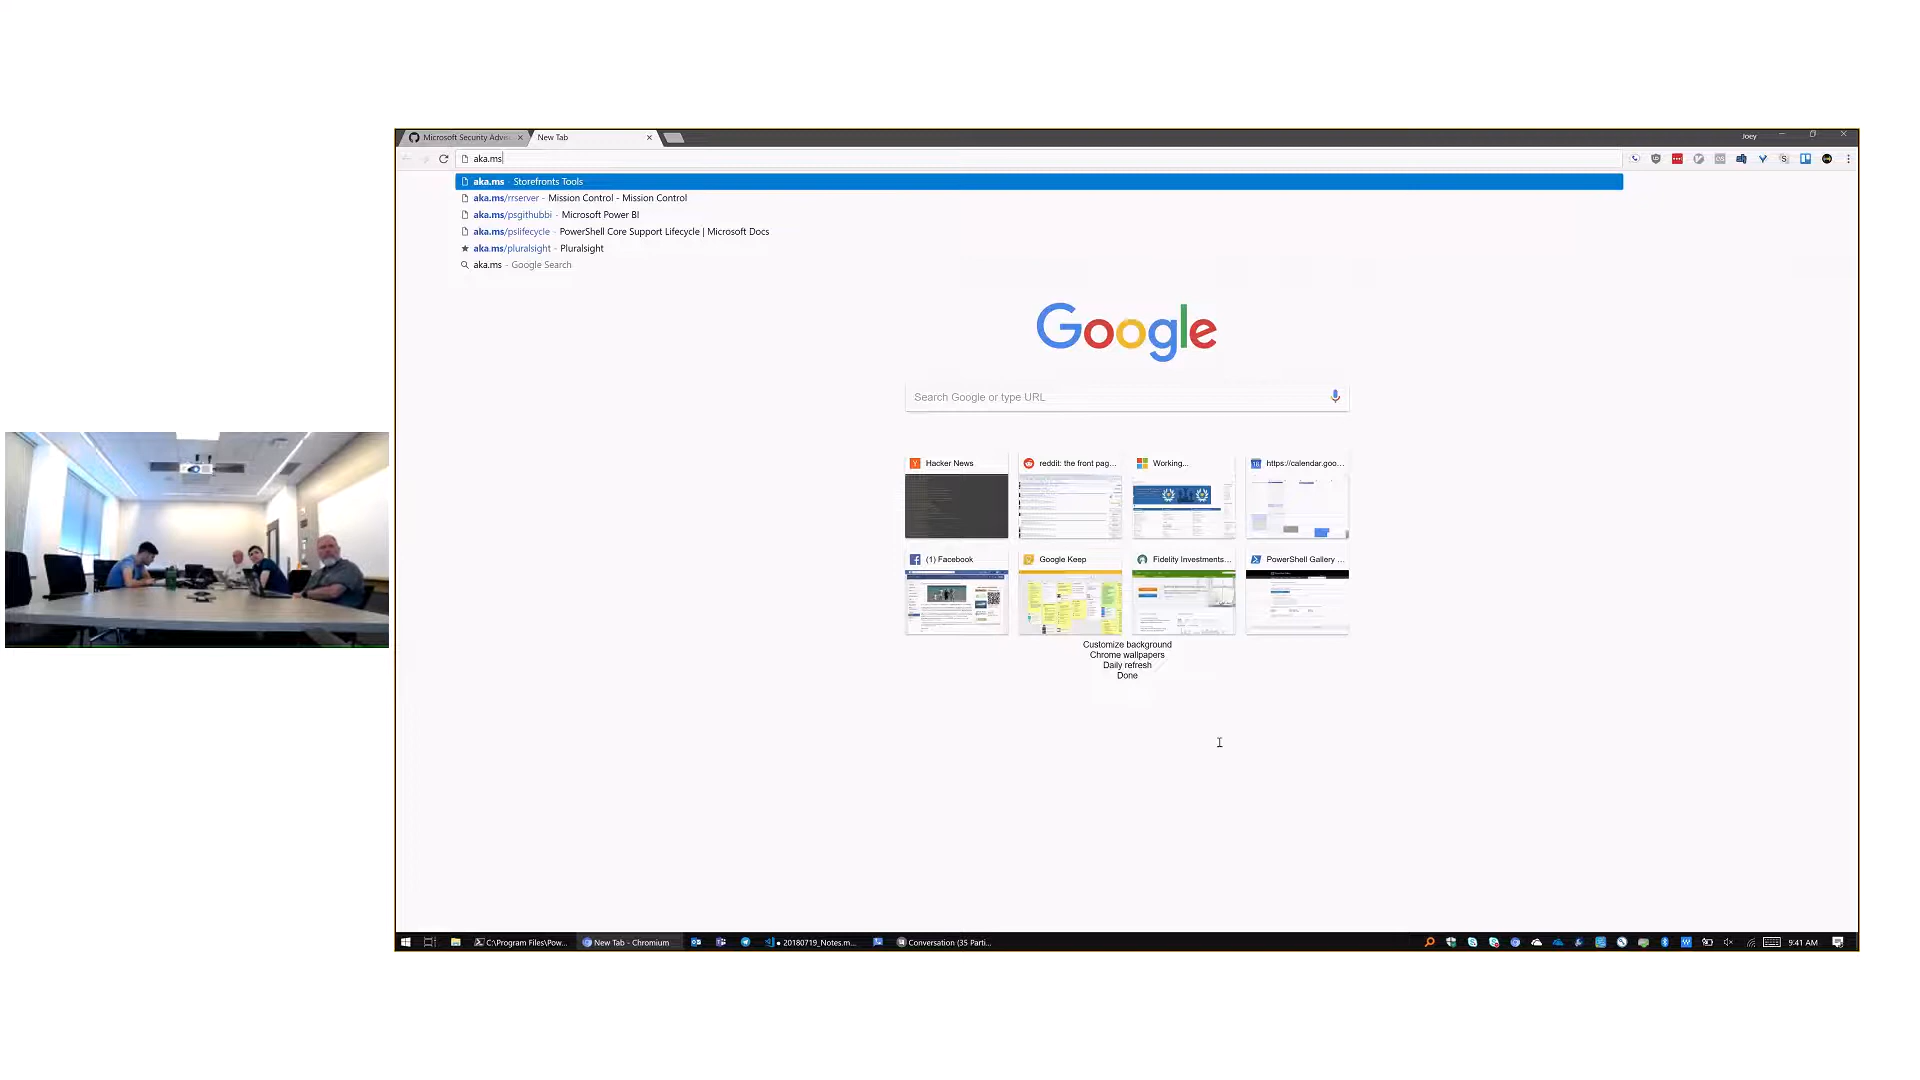 Microsoft Security Advi
New Tab
Joey
aka.ms
aka.ms - Storefronts Tools
aka.ms/rrserver - Mission Control - Mission Control
aka.ms/psgithubbi - Microsoft Power BI
aka.ms/pslifecycle - PowerShell Core Support Lifecycle | Microsoft Docs
aka.ms/pluralsight - Pluralsight
aka.ms - Google Search
Google
Search Google or type URL
Hacker News
reddit: the front pag...
Working...
https://calendar.goo...
(1) Facebook
Google Keep
Fidelity Investments...
PowerShell Gallery ...
Customize background
Chrome wallpapers
Daily refresh
Done
C:\Program Files\Pow...
New Tab - Chromium
● 20180719_Notes.m...
Conversation (35 Parti...
9:41 AM